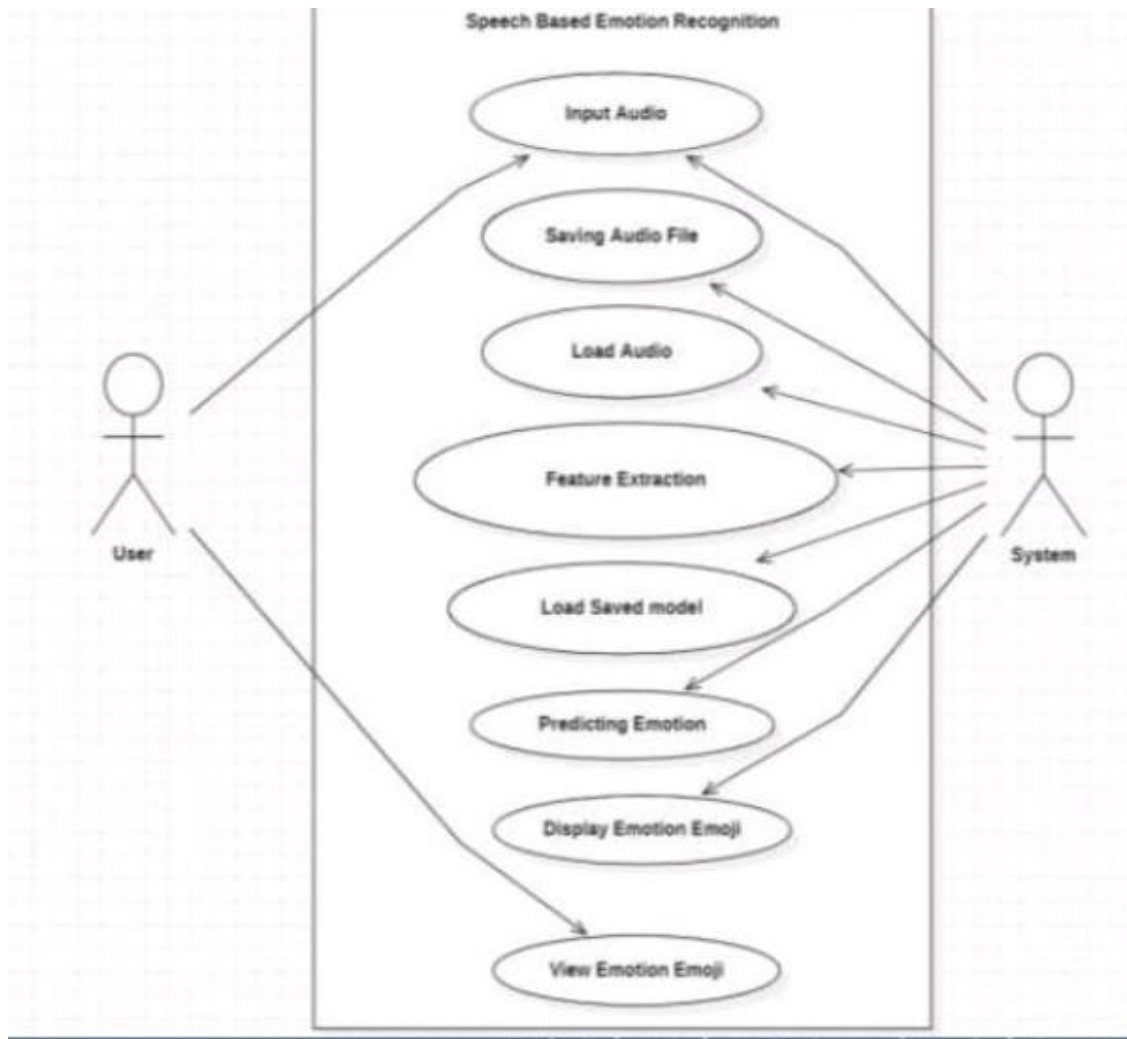 Speech Based Emotion Recognition
Input Audio
Saving Audio File
Load Audio
Feature Extraction
User
System
Load Saved model
Predicting Emotion
Display Emotion Emoji
View Emotion Emoji